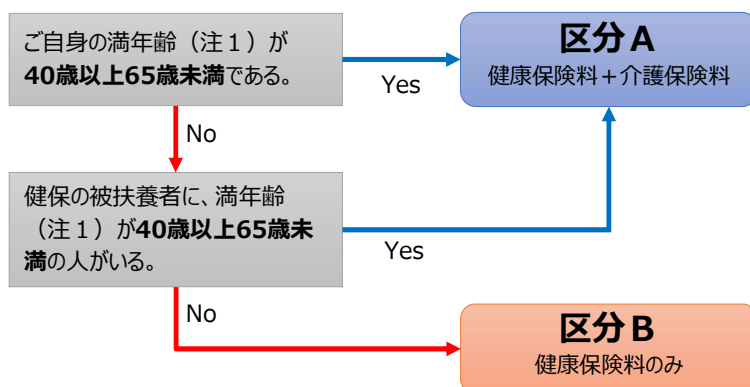 ご自身の満年齢（注１）が
40歳以上65歳未満である。
Yes
区分Ａ
健康保険料＋介護保険料
No
健保の被扶養者に、満年齢
（注１）が40歳以上65歳未
満の人がいる。
Yes
No
区分Ｂ
健康保険料のみ